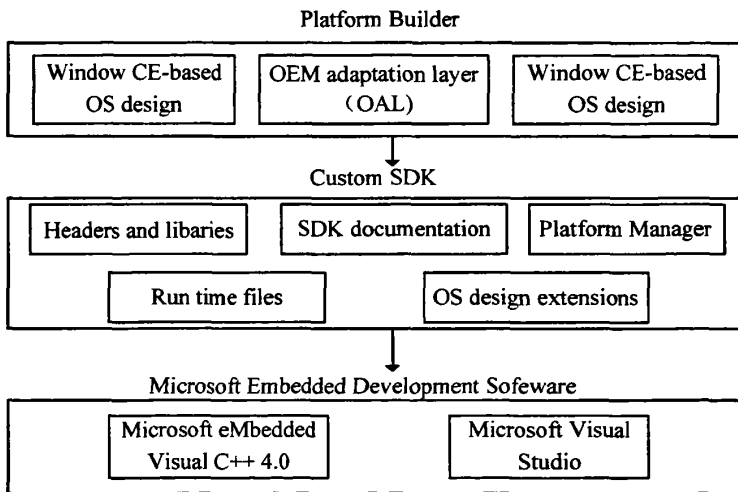 Platform Builder
Window CE-based
OS design
OEM adaptation layer
（OAL）
Window CE-based
OS design
Custom SDK
Headers and libaries
SDK documentation
Platform Manager
Run time files
OS design extensions
Microsoft Embedded Development Sofeware
Microsoft eMbedded
Visual C++ 4.0
Microsoft Visual
Studio